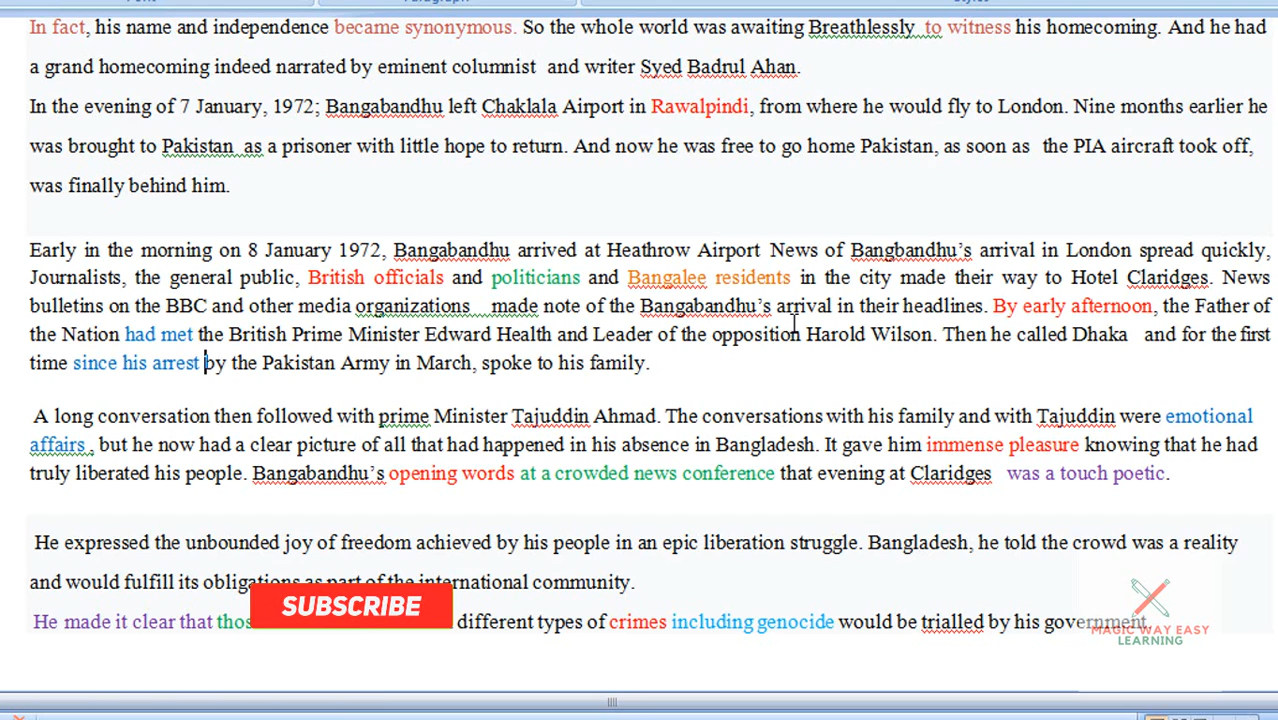 In fact, his name and independence became synonymous. So the whole world was awaiting Breathlessly to witness his homecoming. And he had
a grand homecoming indeed narrated by eminent columnist and writer Syed Badrul Ahan.
In the evening of 7 January, 1972; Bangabandhu left Chaklala Airport in Rawalpindi, from where he would fly to London. Nine months earlier he
was brought to Pakistan as a prisoner with little hope to return. And now he was free to go home Pakistan, as soon as the PIA aircraft took off,
was finally behind him.
Early in the morning on 8 January 1972, Bangabandhu arrived at Heathrow Airport News of Bangbandhu's arrival in London spread quickly,
Journalists, the general public, British officials and politicians and Bangalee residents in the city made their way to Hotel Claridges. News
bulletins on the BBC and other media organizations made note of the Bangabandhu's arrival in their headlines. By early afternoon, the Father of
the Nation had met the British Prime Minister Edward Health and Leader of the opposition Harold Wilson. Then he called Dhaka and for the first
time since his arrest by the Pakistan Army in March, spoke to his family.
A long conversation then followed with prime Minister Tajuddin Ahmad. The conversations with his family and with Tajuddin were emotional
affairs , but he now had a clear picture of all that had happened in his absence in Bangladesh. It gave him immense pleasure knowing that he had
truly liberated his people. Bangabandhu's opening words at a crowded news conference that evening at Claridges was a touch poetic.
He expressed the unbounded joy of freedom achieved by his people in an epic liberation struggle. Bangladesh, he told the crowd was a reality
and would fulfill its obligations as part of the international community.
He made it clear that different types of crimes including genocide would be trialled by his government.
SUBSCRIBE
MAGIC WAY EASY
LEARNING